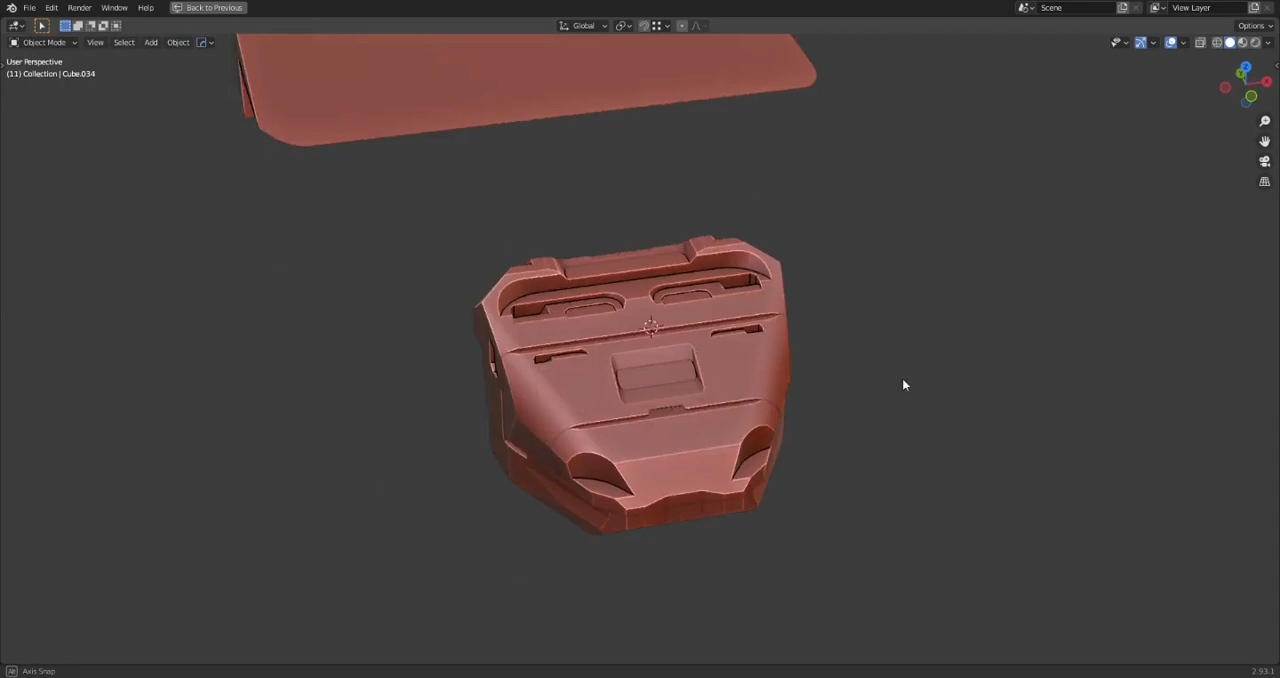 File Edit Render Window Help Back to Previous Scene View Layer
Global Options
Object Mode View Select Add Object
User Perspective
(11) Collection | Cube.034
Z
Y
X
Alt Axis Snap 2.93.1